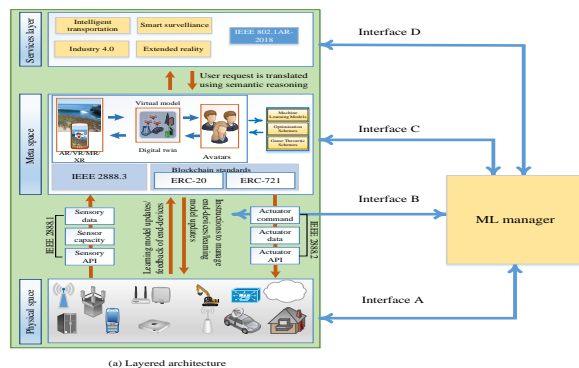 Services layer
Intelligent
transportation
Smart survelliance
Industry 4.0
Extended reality
IEEE 802.1AR-
2018
Interface D
User request is translated
using semantic reasoning
Meta space
AR/VR/MR/
XR
Virtual model
Digital twin
Avatars
Machine
Learning Models
Optimization
Schemes
Game Theoretic
Schemes
Interface C
IEEE 2888.3
Blockchain standards
ERC-20
ERC-721
Interface B
ML manager
IEEE 2888.1
Sensory
data
Sensor
capacity
Sensory
API
Learning model updates/
feedback of end-devices
Instructions to manage
end-devices/learning
model updates
Actuator
command
Actuator
data
Actuator
API
IEEE 2888.2
Physical space
Interface A
(a) Layered architecture